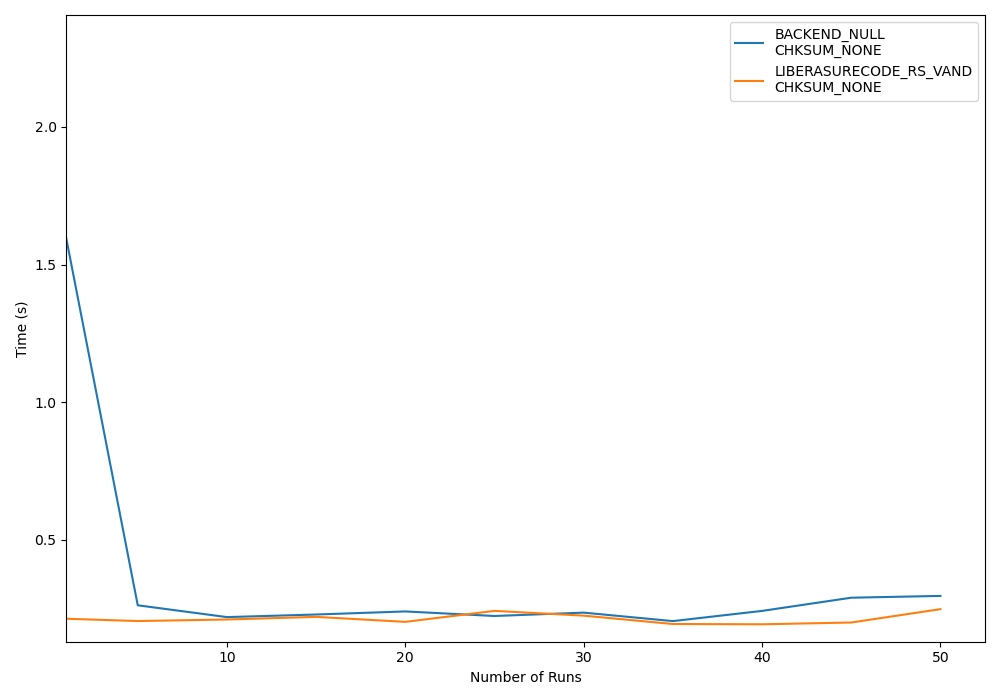 BACKEND_NULL
CHKSUM_NONE
LIBERASURECODE_RS_VAND
CHKSUM_NONE
2.0
1.5
1.0
0.5
Time (s)
10 20 30 40 50
Number of Runs